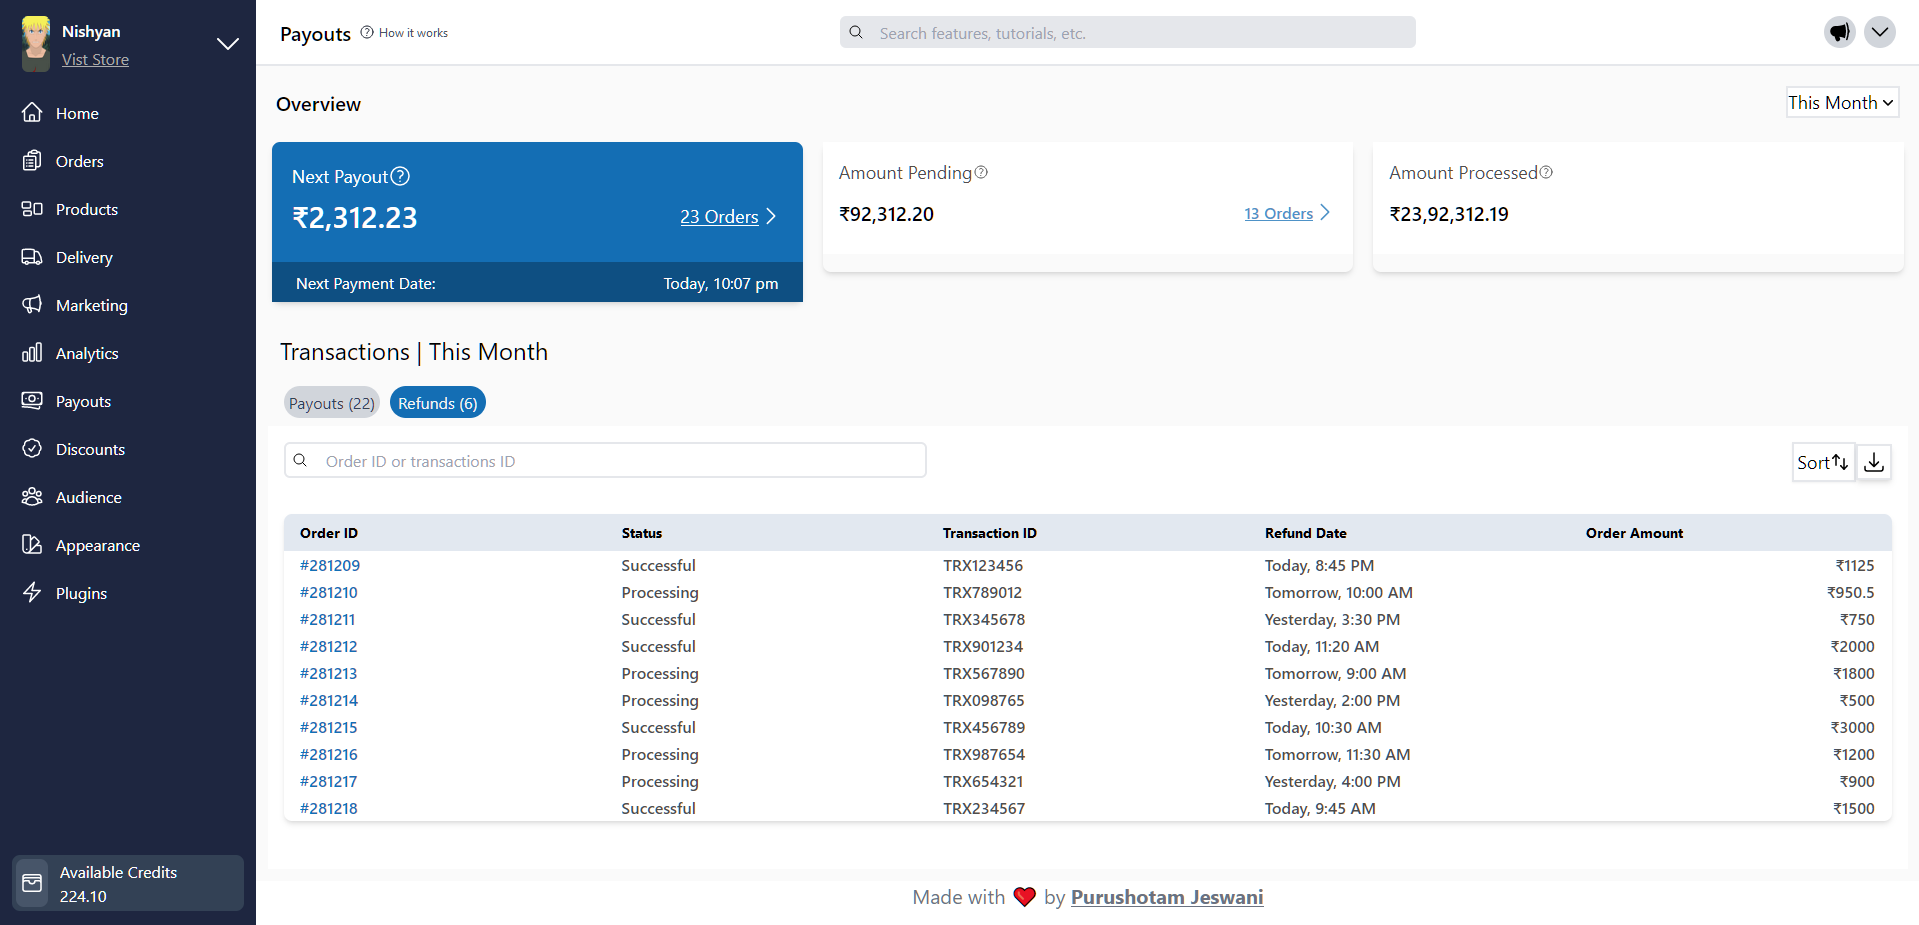 Nishyan
Vist Store
Home
Orders
Products
Delivery
Marketing
Analytics
Payouts
Discounts
Audience
Appearance
Plugins
Available Credits
224.10
Payouts How it works
Search features, tutorials, etc.
Overview
This Month
Next Payout
₹2,312.23 23 Orders
Next Payment Date: Today, 10:07 pm
Amount Pending
₹92,312.20 13 Orders
Amount Processed
₹23,92,312.19
Transactions | This Month
Payouts (22) Refunds (6)
Order ID or transactions ID
Sort
Order ID Status Transaction ID Refund Date Order Amount
#281209 Successful TRX123456 Today, 8:45 PM ₹1125
#281210 Processing TRX789012 Tomorrow, 10:00 AM ₹950.5
#281211 Successful TRX345678 Yesterday, 3:30 PM ₹750
#281212 Successful TRX901234 Today, 11:20 AM ₹2000
#281213 Processing TRX567890 Tomorrow, 9:00 AM ₹1800
#281214 Processing TRX098765 Yesterday, 2:00 PM ₹500
#281215 Successful TRX456789 Today, 10:30 AM ₹3000
#281216 Processing TRX987654 Tomorrow, 11:30 AM ₹1200
#281217 Processing TRX654321 Yesterday, 4:00 PM ₹900
#281218 Successful TRX234567 Today, 9:45 AM ₹1500
Made with ❤️ by Purushotam Jeswani